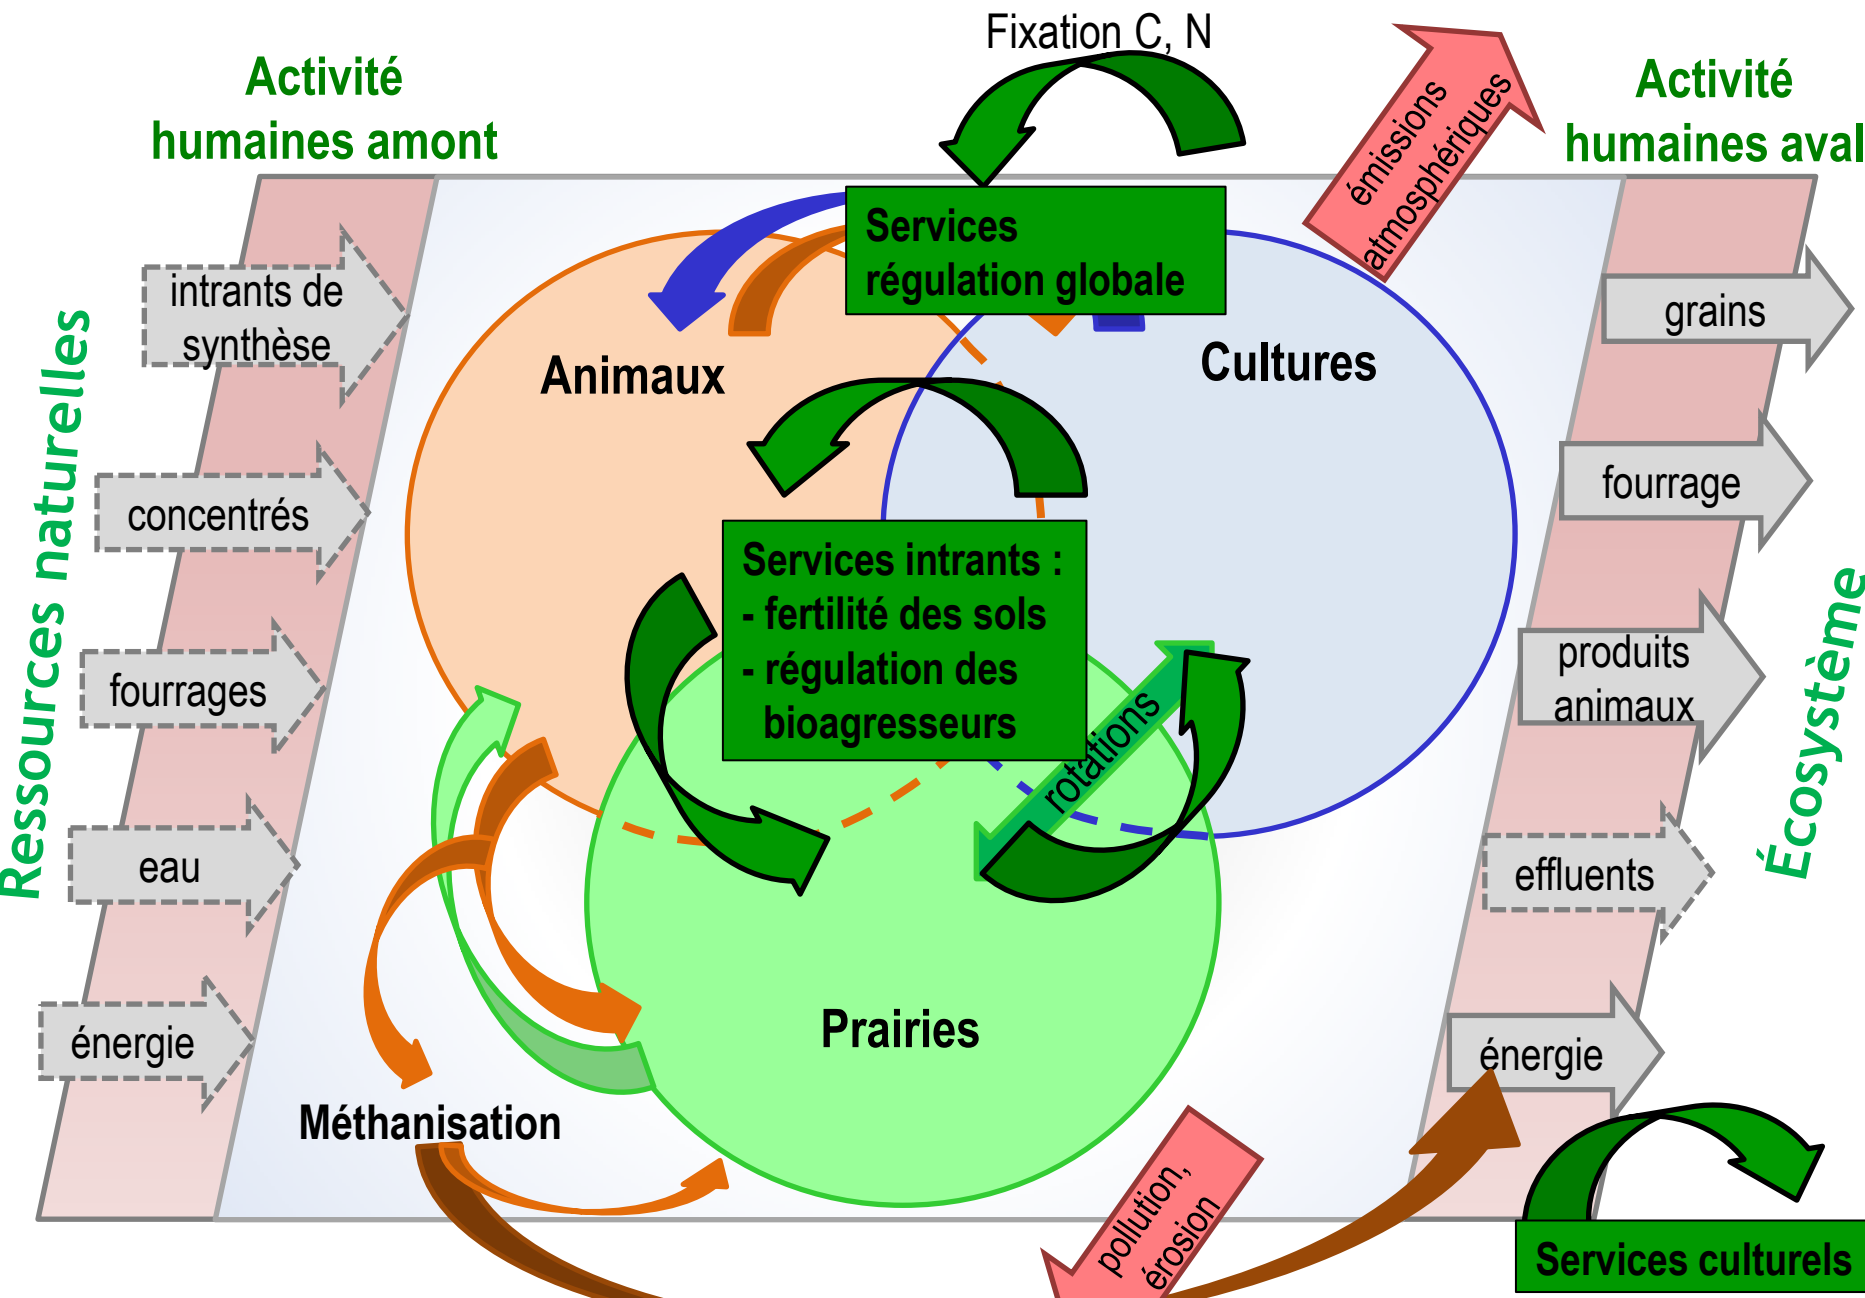 Fixation C, N
Activité
humaines amont
Activité
humaines aval
émissions
atmosphériques
Services
régulation globale
intrants de
synthèse
grains
Animaux
Cultures
Ressources naturelles
concentrés
fourrage
Services intrants :
- fertilité des sols
- régulation des
bioagresseurs
fourrages
produits
animaux
rotations
Écosystème
eau
effluents
Prairies
énergie
énergie
Méthanisation
pollution,
érosion
Services culturels